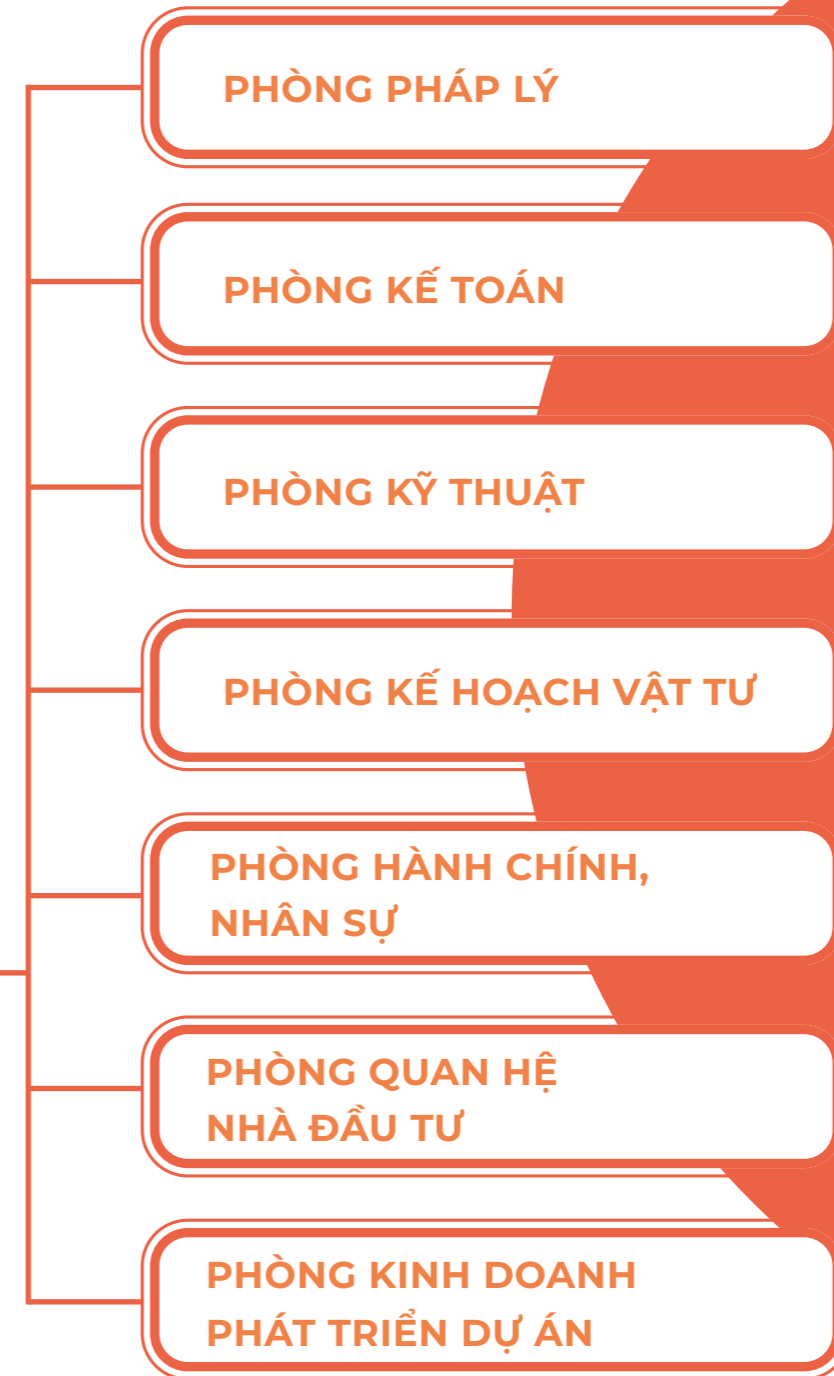 PHÒNG PHÁP LÝ
PHÒNG KẾ TOÁN
PHÒNG KỸ THUẬT
PHÒNG KẾ HOẠCH VẬT TƯ
PHÒNG HÀNH CHÍNH,
NHÂN SỰ
PHÒNG QUAN HỆ
NHÀ ĐẦU TƯ
PHÒNG KINH DOANH
PHÁT TRIỂN DỰ ÁN